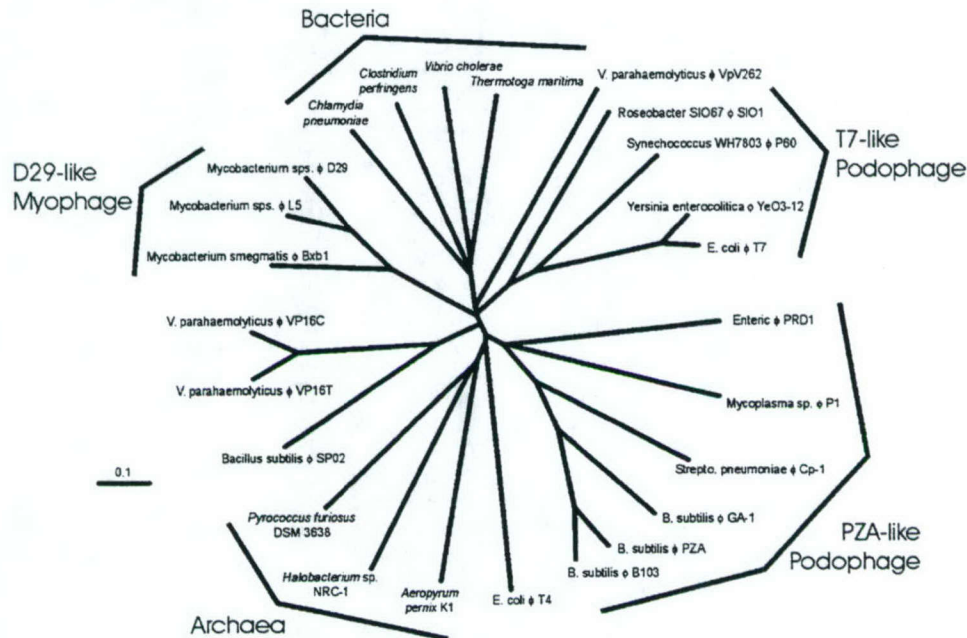 Bacteria
Clostridium
perfringens
Vibrio cholerae
Thermotoga maritima
Chlamydia
pneumoniae
V. parahaemolyticus ϕ VpV262
Roseobacter SIO67 ϕ SIO1
Synechococcus WH7803 ϕ P60
T7-like
Podophage
Yersinia enterocolitica ϕ YeO3-12
E. coli ϕ T7
D29-like
Myophage
Mycobacterium sps. ϕ D29
Mycobacterium sps. ϕ L5
Mycobacterium smegmatis ϕ Bxb1
V. parahaemolyticus ϕ VP16C
V. parahaemolyticus ϕ VP16T
Bacillus subtilis ϕ SP02
0.1
Enteric ϕ PRD1
Mycoplasma sp. ϕ P1
Strepto. pneumoniae ϕ Cp-1
B. subtilis ϕ GA-1
B. subtilis ϕ PZA
B. subtilis ϕ B103
PZA-like
Podophage
Pyrococcus furiosus
DSM 3638
Halobacterium sp.
NRC-1
Aeropyrum
pernix K1
E. coli ϕ T4
Archaea